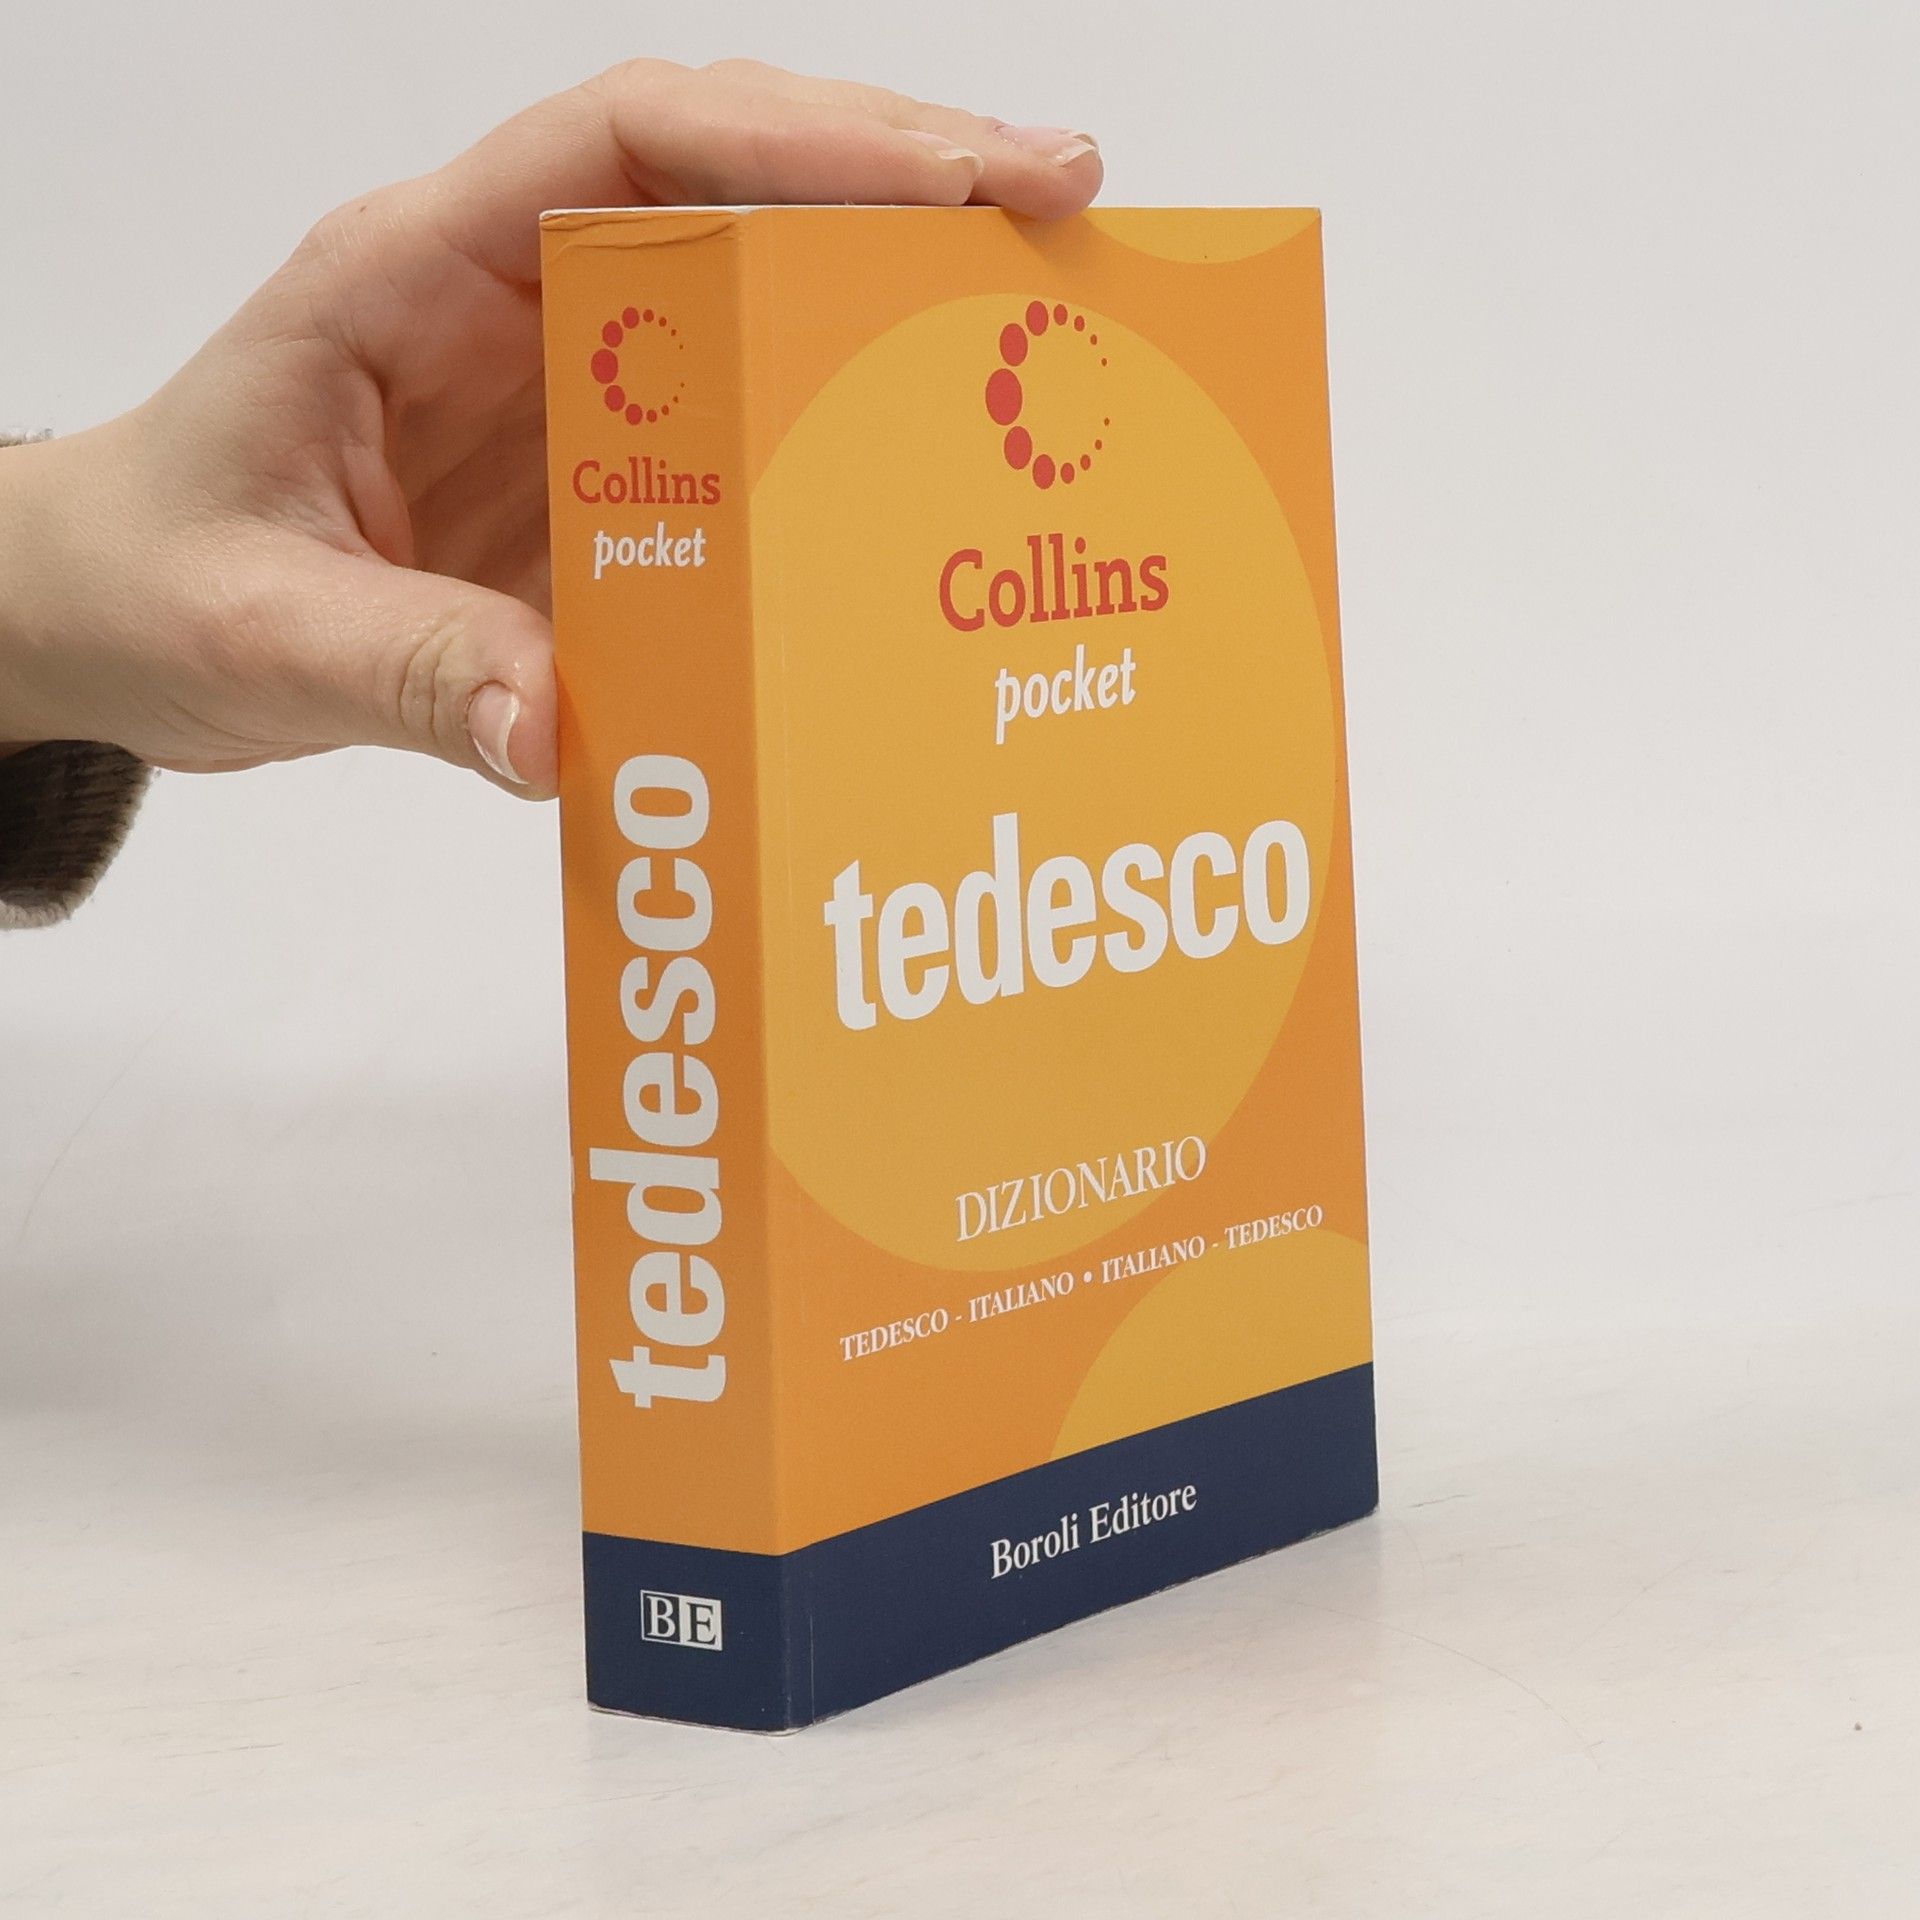 Collins
pocket
tedesco
BE
Collins
pocket
tedesco
DIZIONARIO
TEDESCO - ITALIANO • ITALIANO - TEDESCO
Boroli Editore